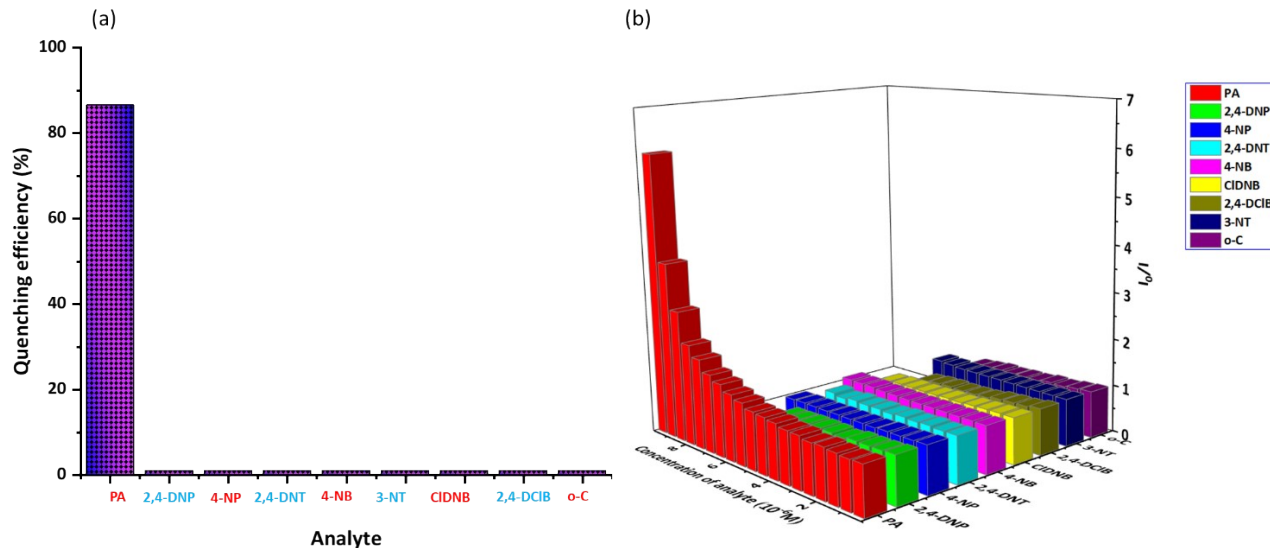 (a)
100
80
60
40
20
0
Quenching efficiency (%)
PA 2,4-DNP 4-NP 2,4-DNT 4-NB 3-NT ClDNB 2,4-DClB o-C
Analyte
(b)
7
6
5
4
3
2
1
0
I₀/I
8
6
4
2
Concentration of analyte (10⁻⁶M)
PA
2,4-DNP
4-NP
2,4-DNT
4-NB
ClDNB
2,4-DClB
3-NT
o-C
PA
2,4-DNP
4-NP
2,4-DNT
4-NB
ClDNB
2,4-DClB
3-NT
o-C